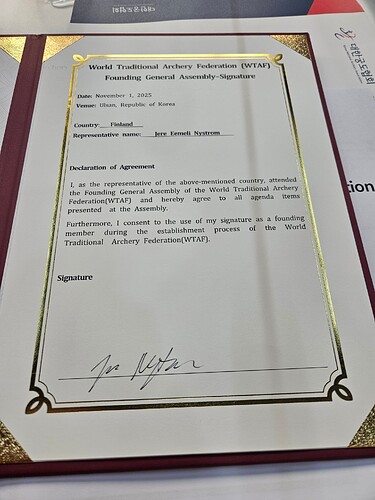 World Traditional Archery Federation (WTAF)
Founding General Assembly-Signature
Date: November 1, 2025
Venue: Ulsan, Republic of Korea
Country: Finland
Representative name: Jere Eemeli Nystrom
Declaration of Agreement
I, as the representative of the above-mentioned country, attended
the Founding General Assembly of the World Traditional Archery
Federation(WTAF) and hereby agree to all agenda items
presented at the Assembly.
Furthermore, I consent to the use of my signature as a founding
member during the establishment process of the World
Traditional Archery Federation(WTAF).
Signature
tion